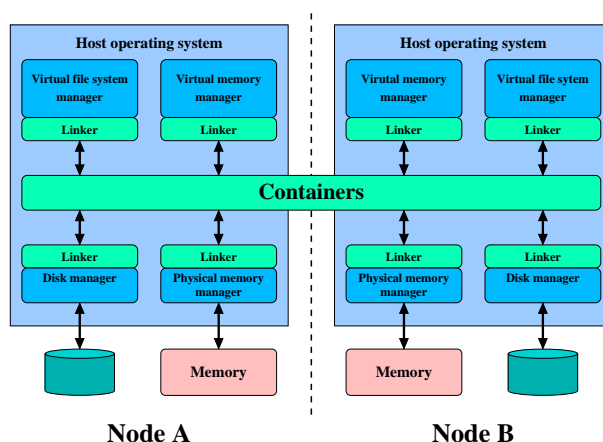 Host operating system
Virtual file system
manager
Virtual memory
manager
Linker
Linker
Host operating system
Virutal memory
manager
Virtual file sytem
manager
Linker
Linker
Containers
Linker
Disk manager
Linker
Physical memory
manager
Linker
Physical memory
manager
Linker
Disk manager
Memory
Memory
Node A
Node B